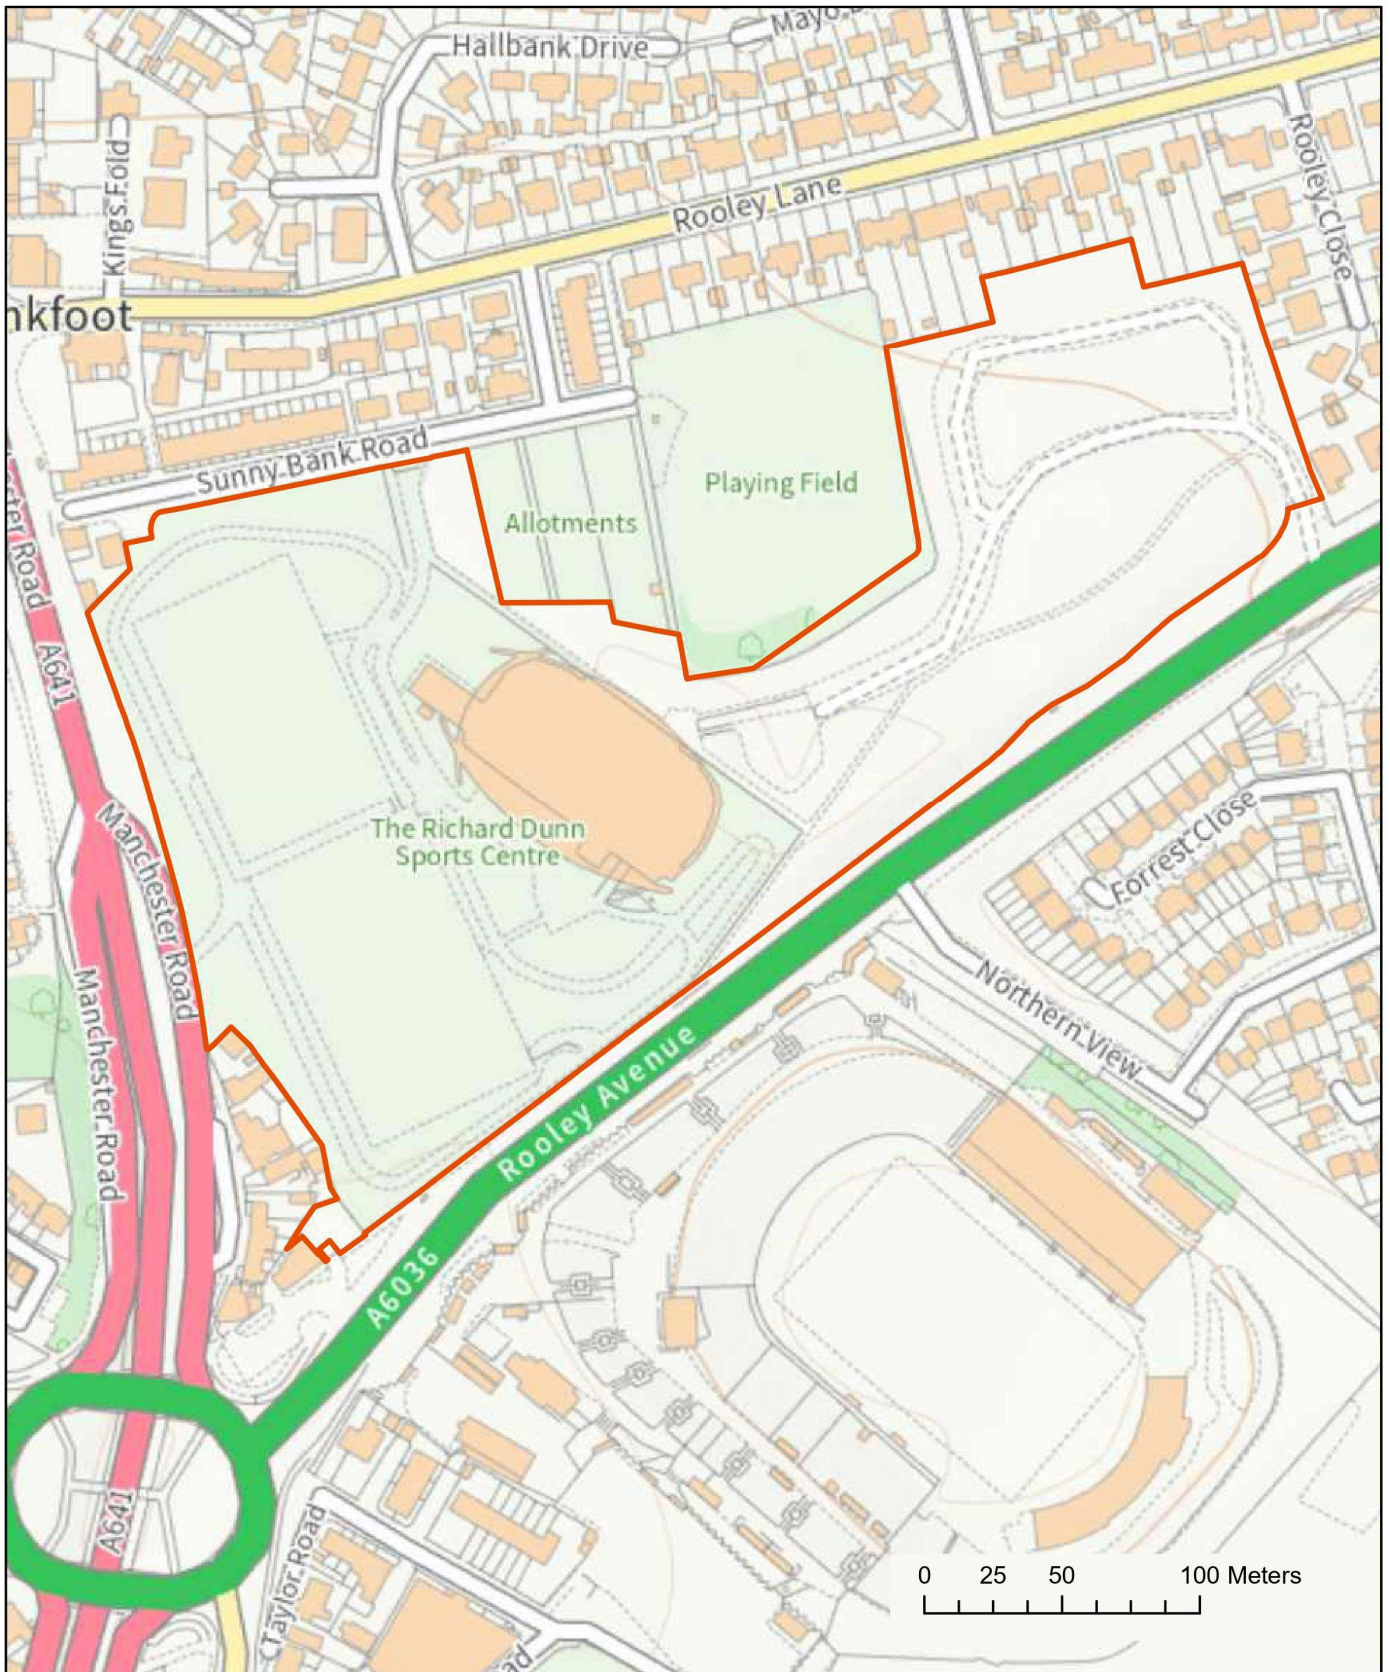 Hallbank Drive
Kings Fold
Rooley Lane
Rooley Close
nkfoot
Sunny Bank Road
Playing Field
Allotments
ster Road
A641
The Richard Dunn
Sports Centre
Manchester Road
Manchester Road
Forrest Close
Northern View
Rooley Avenue
A6036
A641
Taylor Road
0 25 50 100 Meters